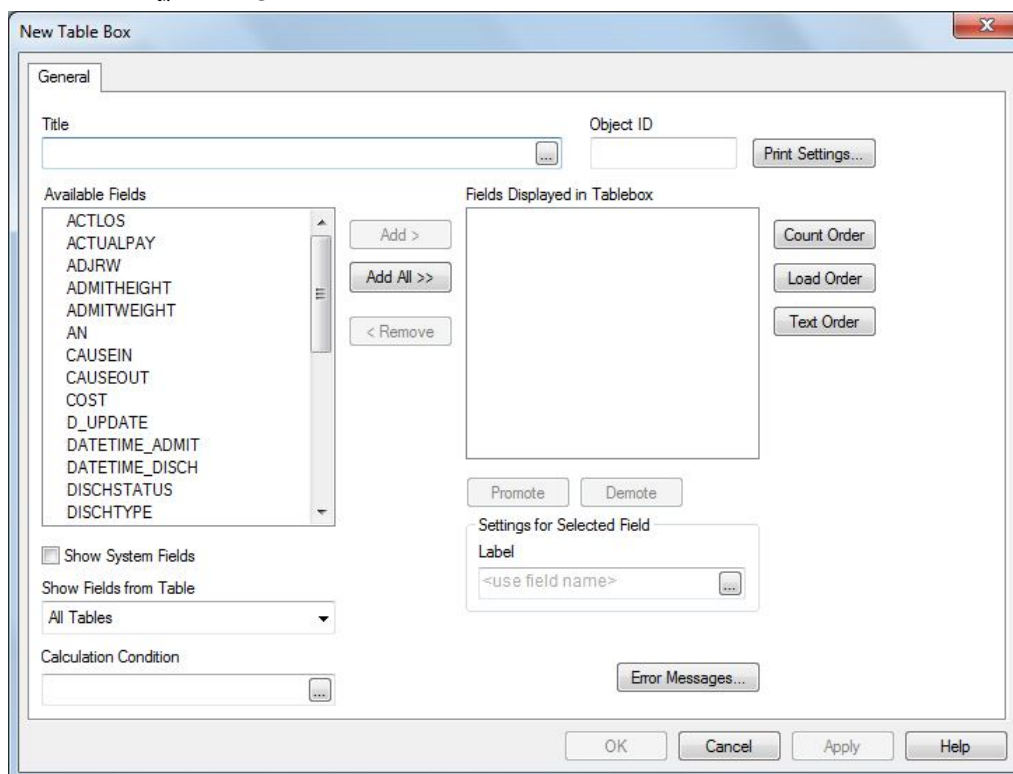 New Table Box
General
Title
Object ID
...
Print Settings...
Available Fields
Fields Displayed in Tablebox
ACTLOS
ACTUALPAY
ADJRW
ADMITHEIGHT
ADMITWEIGHT
AN
CAUSEIN
CAUSEOUT
COST
D_UPDATE
DATETIME_ADMIT
DATETIME_DISCH
DISCHSTATUS
DISCHTYPE
Add >
Add All >>
< Remove
Count Order
Load Order
Text Order
Promote
Demote
Settings for Selected Field
Label
<use field name>
...
Show System Fields
Show Fields from Table
All Tables
Calculation Condition
...
Error Messages...
OK
Cancel
Apply
Help